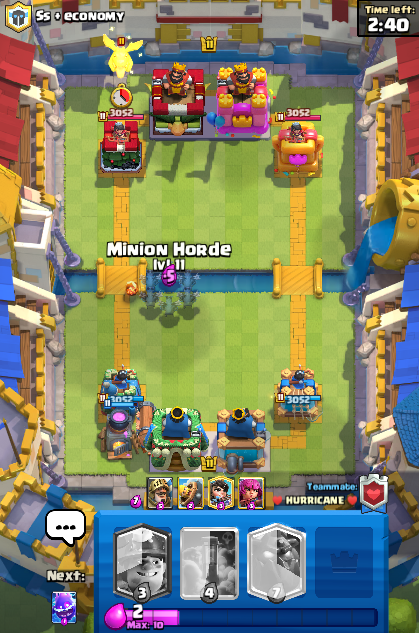 5s + economy
Time left:
2:40
11
3052
3052
Minion Horde
lvl 11
-5
11
3052
11
3052
Teammate:
HURRICANE
...
3
4
7
Next:
2
Max: 10